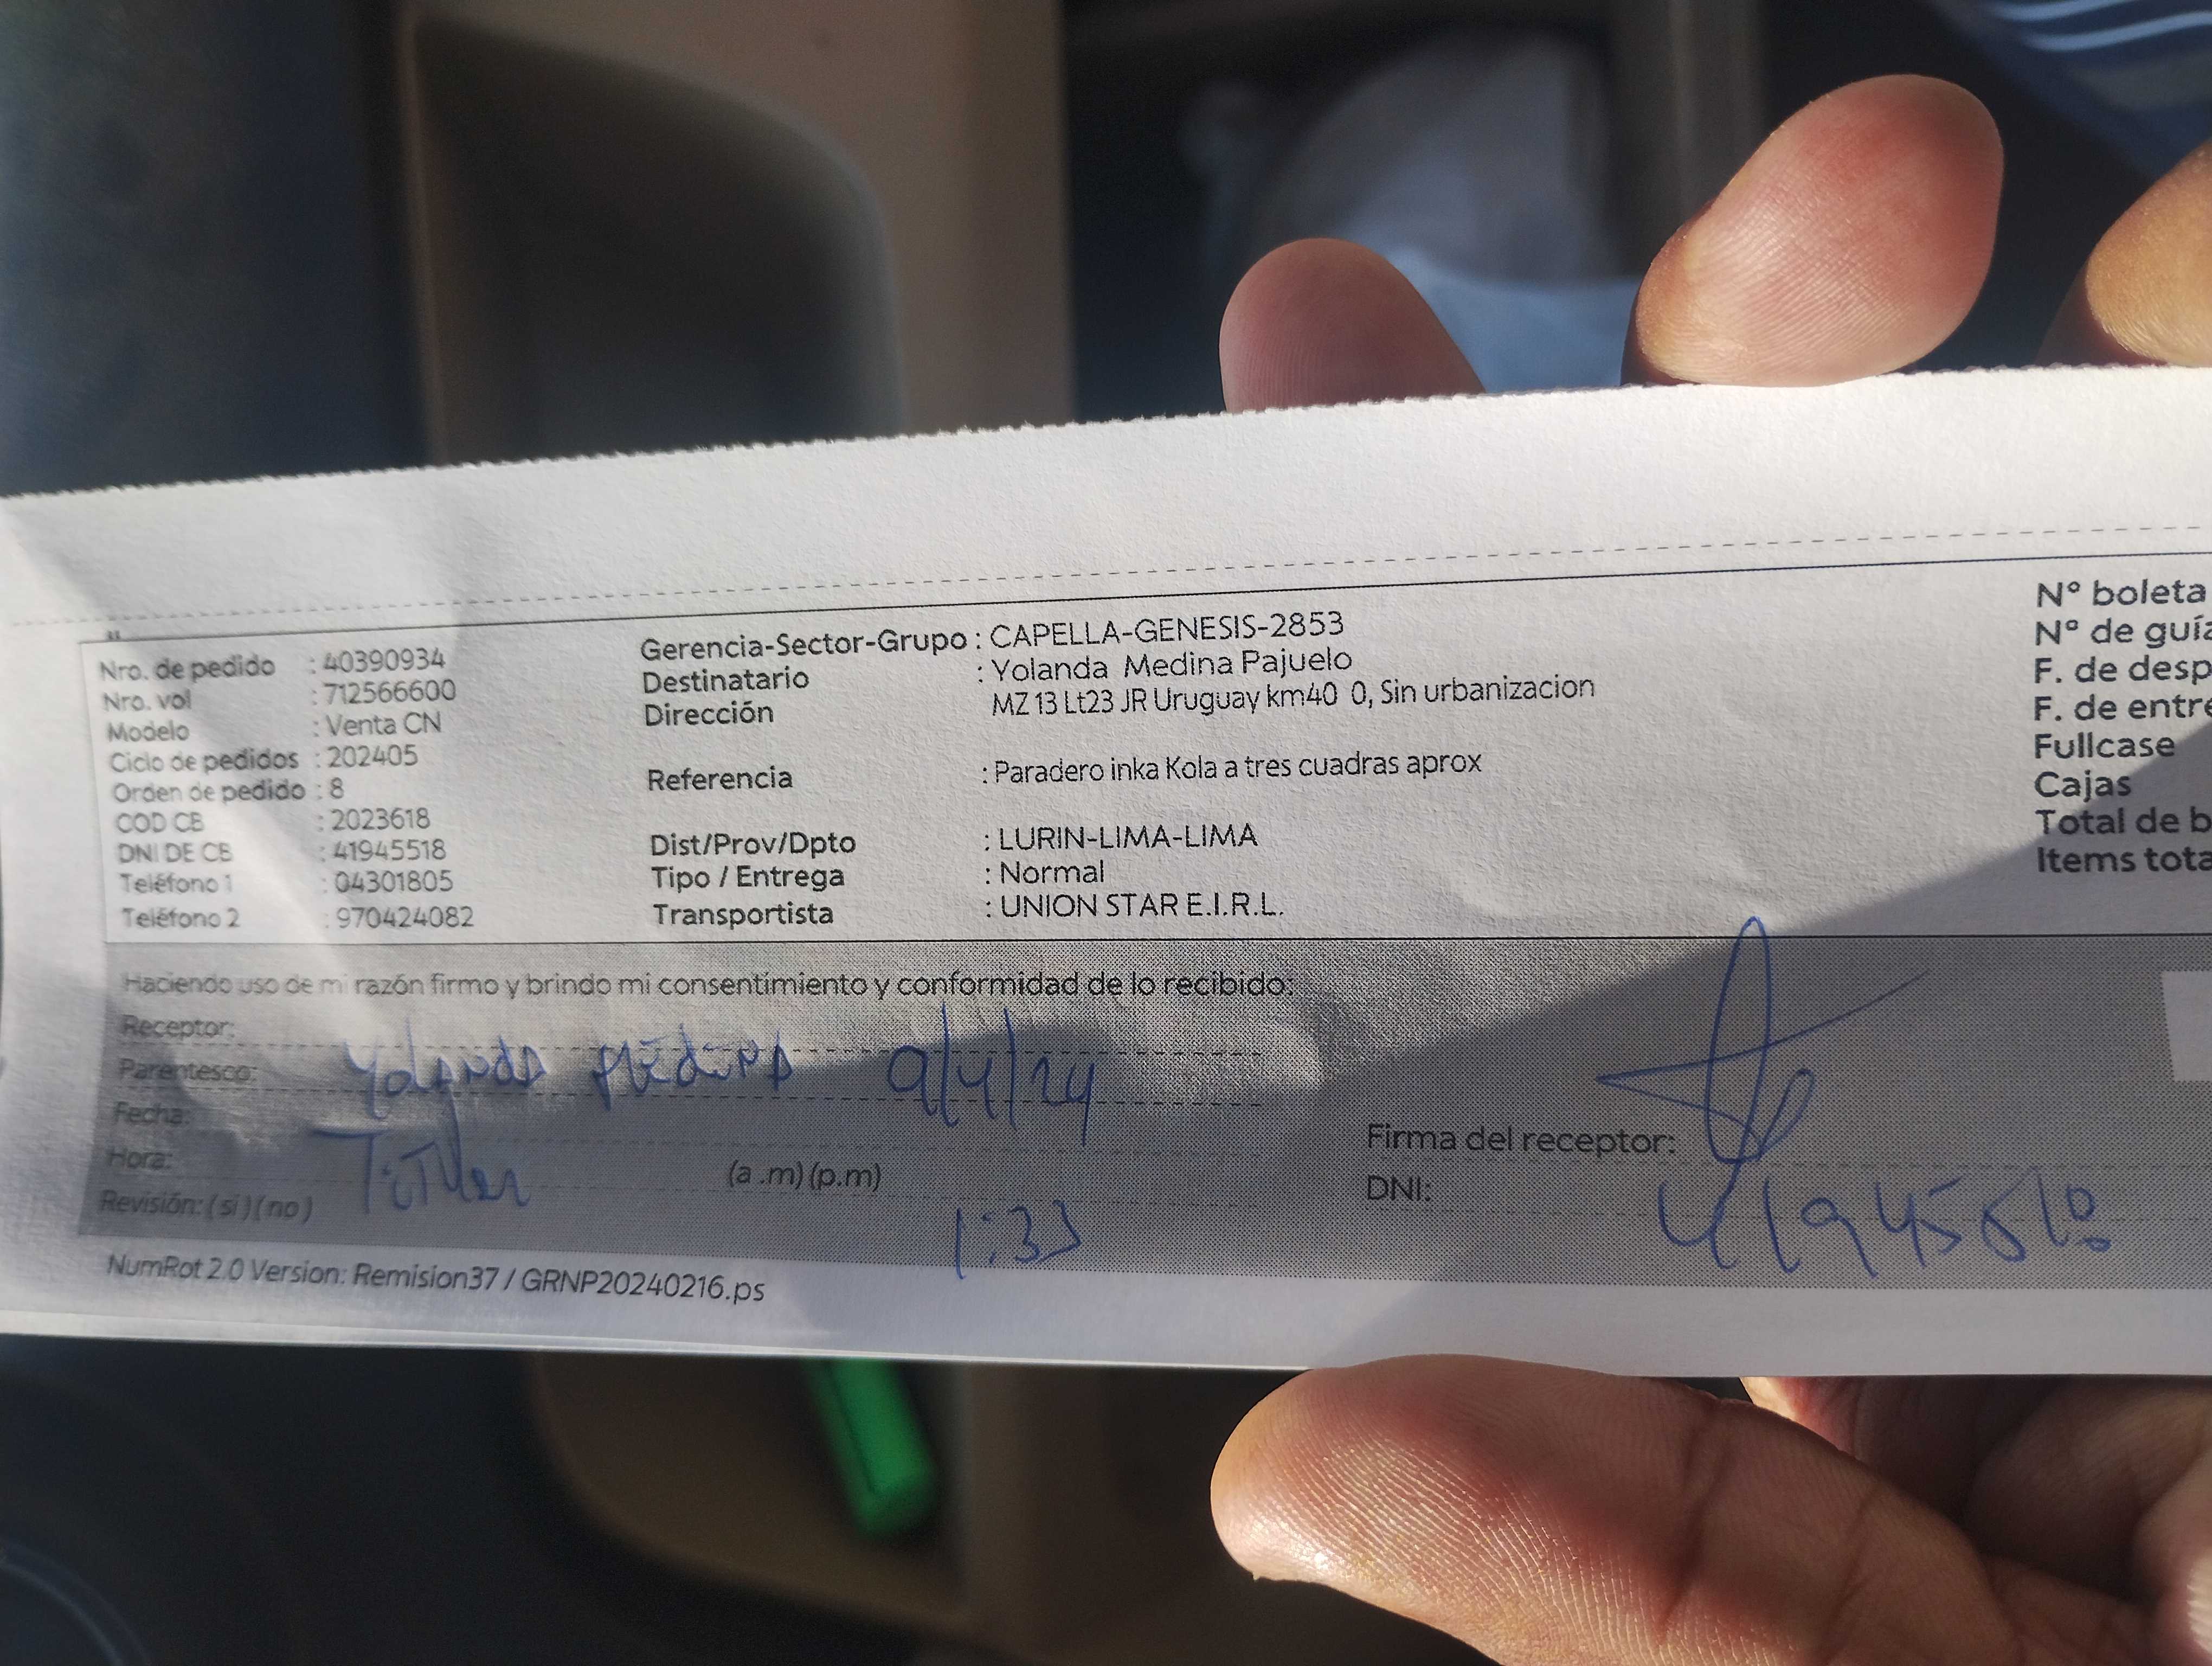 Nro. de pedido : 40390934
Nro. vol : 712566600
Modelo : Venta CN
Ciclo de pedidos : 202405
Orden de pedido : 8
COD CB : 2023618
DNI DE CB : 41945518
Teléfono 1 : 04301805
Teléfono 2 : 970424082
Gerencia-Sector-Grupo : CAPELLA-GENESIS-2853
Destinatario : Yolanda Medina Pajuelo
Dirección MZ 13 Lt23 JR Uruguay km40 0, Sin urbanizacion
Referencia : Paradero inka Kola a tres cuadras aprox
Dist/Prov/Dpto : LURIN-LIMA-LIMA
Tipo / Entrega : Normal
Transportista : UNION STAR E.I.R.L.
N° boleta
N° de guía
F. de desp
F. de entre
Fullcase
Cajas
Total de b
Items tota
Haciendo uso de mi razón firmo y brindo mi consentimiento y conformidad de lo recibido:
Receptor:
Parentesco: Yolanda Medina 9/4/24
Fecha:
Hora: (a .m) (p.m)
Revisión: ( si ) ( no ) 1:33
Firma del receptor:
DNI:
NumRot 2.0 Version: Remision37 / GRNP20240216.ps